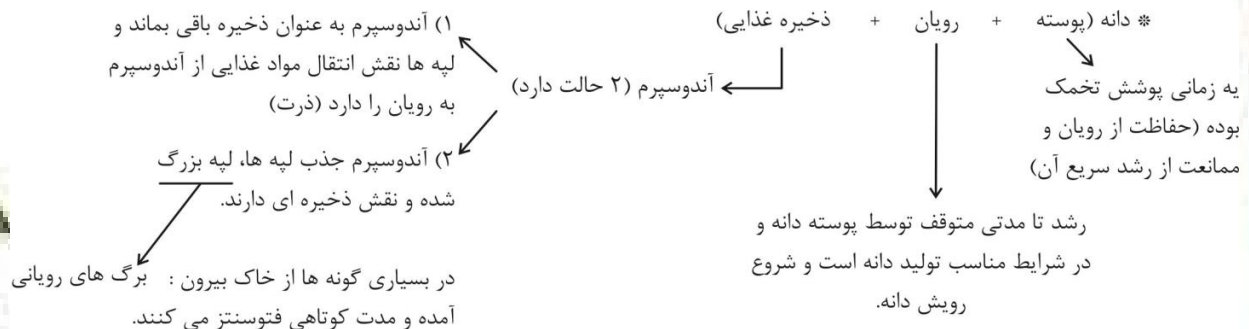 * دانه (پوسته + رویان + ذخیره غذایی)
یه زمانی پوشش تخمک
بوده (حفاظت از رویان و
ممانعت از رشد سریع آن)
رشد تا مدتی متوقف توسط پوسته دانه و
در شرایط مناسب تولید دانه است و شروع
رویش دانه.
آندوسپرم (۲ حالت دارد)
۱) آندوسپرم به عنوان ذخیره باقی بماند و
لپه ها نقش انتقال مواد غذایی از آندوسپرم
به رویان را دارد (ذرت)
۲) آندوسپرم جذب لپه ها، لپه بزرگ
شده و نقش ذخیره ای دارند.
در بسیاری گونه ها از خاک بیرون : برگ های رویانی
آمده و مدت کوتاهی فتوسنتز می کنند.